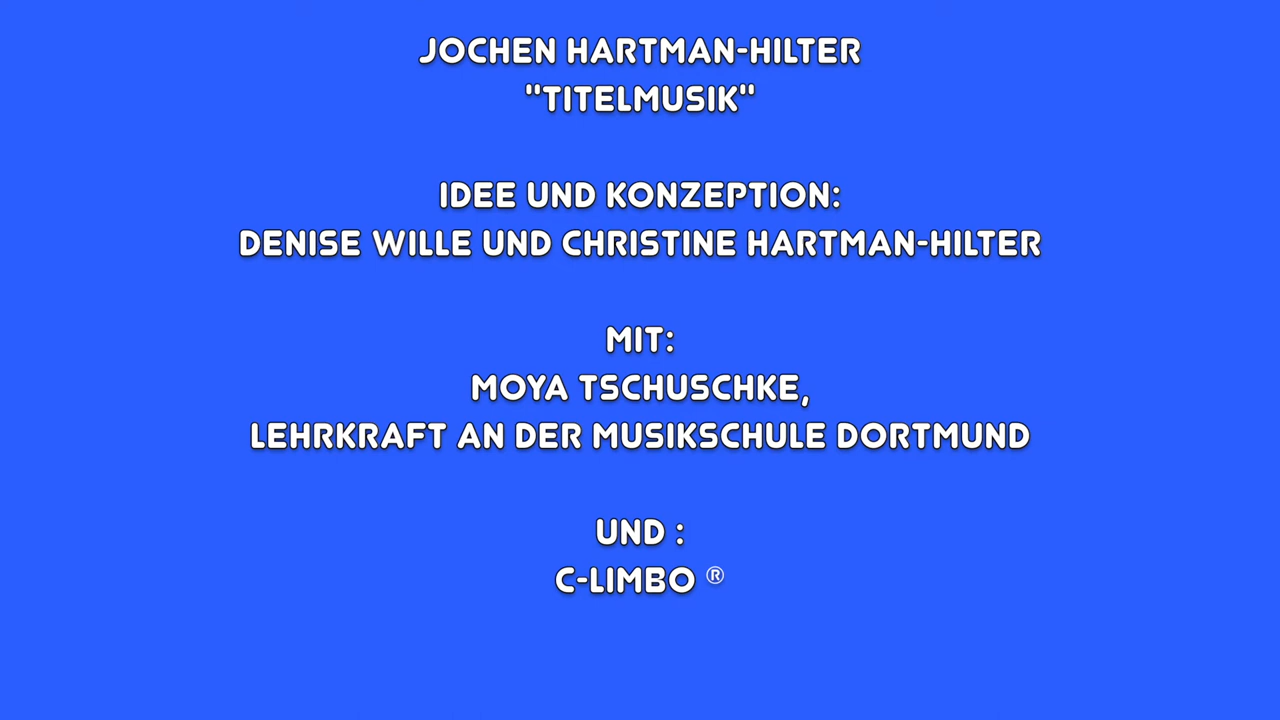 JOCHEN HARTMAN-HILTER
"TITELMUSIK"
IDEE UND KONZEPTION:
DENISE WILLE UND CHRISTINE HARTMAN-HILTER
MIT:
MOYA TSCHUSCHKE,
LEHRKRAFT AN DER MUSIKSCHULE DORTMUND
UND :
C-LIMBO ®